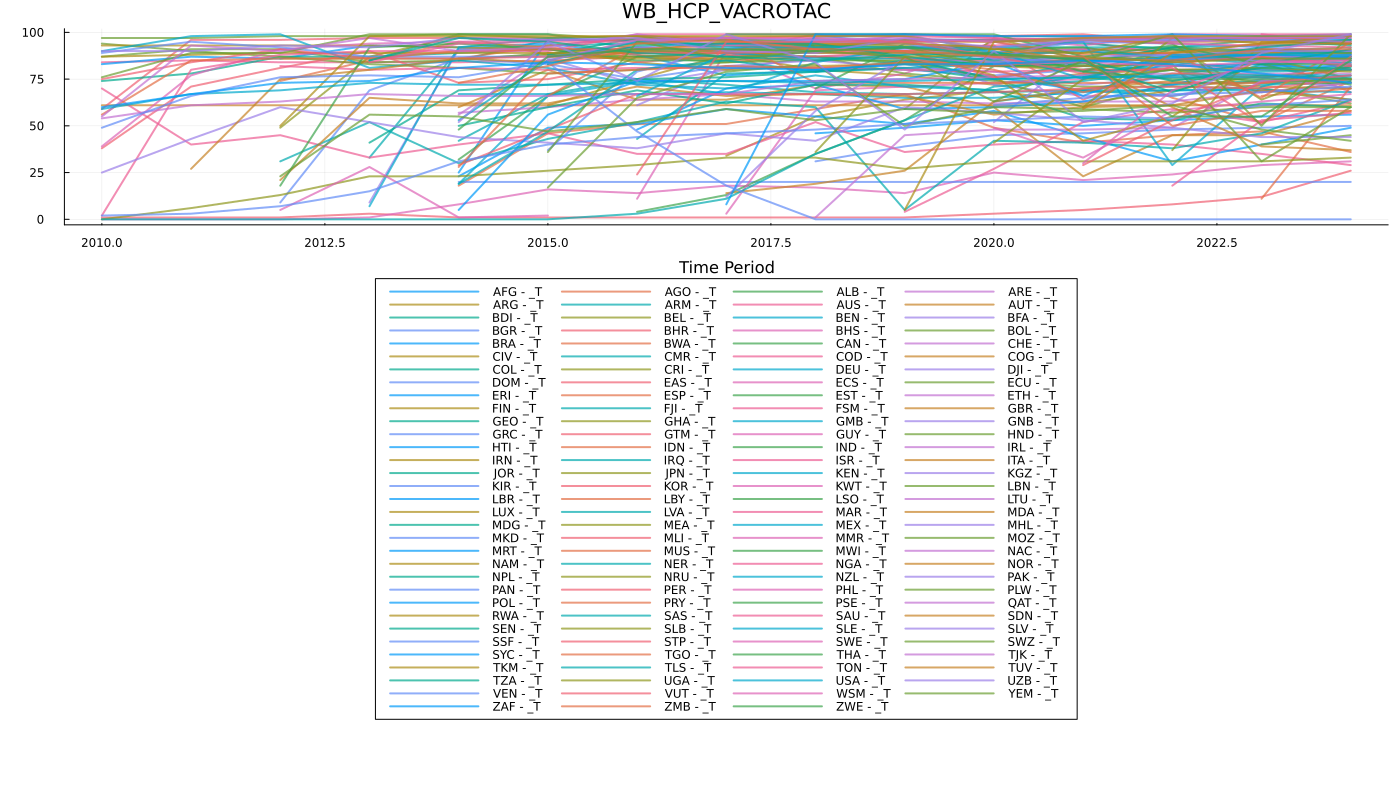 WB_HCP_VACROTAC
100
75
50
25
0
2010.0 2012.5 2015.0 2017.5 2020.0 2022.5
Time Period
AFG - _T AGO - _T ALB - _T ARE - _T
ARG - _T ARM - _T AUS - _T AUT - _T
BDI - _T BEL - _T BEN - _T BFA - _T
BGR - _T BHR - _T BHS - _T BOL - _T
BRA - _T BWA - _T CAN - _T CHE - _T
CIV - _T CMR - _T COD - _T COG - _T
COL - _T CRI - _T DEU - _T DJI - _T
DOM - _T EAS - _T ECS - _T ECU - _T
ERI - _T ESP - _T EST - _T ETH - _T
FIN - _T FJI - _T FSM - _T GBR - _T
GEO - _T GHA - _T GMB - _T GNB - _T
GRC - _T GTM - _T GUY - _T HND - _T
HTI - _T IDN - _T IND - _T IRL - _T
IRN - _T IRQ - _T ISR - _T ITA - _T
JOR - _T JPN - _T KEN - _T KGZ - _T
KIR - _T KOR - _T KWT - _T LBN - _T
LBR - _T LBY - _T LSO - _T LTU - _T
LUX - _T LVA - _T MAR - _T MDA - _T
MDG - _T MEA - _T MEX - _T MHL - _T
MKD - _T MLI - _T MMR - _T MOZ - _T
MRT - _T MUS - _T MWI - _T NAC - _T
NAM - _T NER - _T NGA - _T NOR - _T
NPL - _T NRU - _T NZL - _T PAK - _T
PAN - _T PER - _T PHL - _T PLW - _T
POL - _T PRY - _T PSE - _T QAT - _T
RWA - _T SAS - _T SAU - _T SDN - _T
SEN - _T SLB - _T SLE - _T SLV - _T
SSF - _T STP - _T SWE - _T SWZ - _T
SYC - _T TGO - _T THA - _T TJK - _T
TKM - _T TLS - _T TON - _T TUV - _T
TZA - _T UGA - _T USA - _T UZB - _T
VEN - _T VUT - _T WSM - _T YEM - _T
ZAF - _T ZMB - _T ZWE - _T